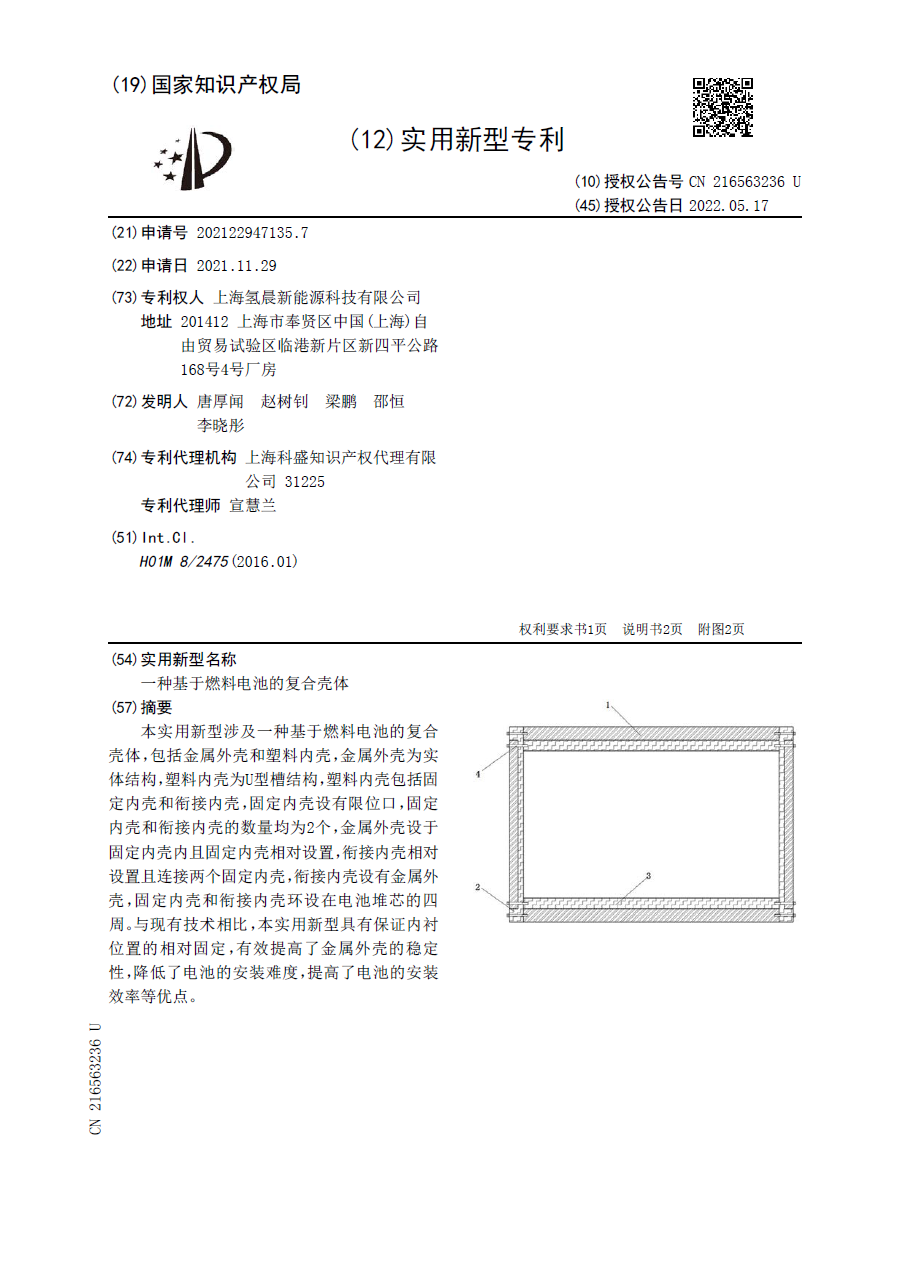 (19)国家知识产权局
(12)实用新型专利
(10)授权公告号 CN 216563236 U
(45)授权公告日 2022.05.17
(21)申请号 202122947135.7
(22)申请日 2021.11.29
(73)专利权人 上海氢晨新能源科技有限公司
地址 201412 上海市奉贤区中国(上海)自
由贸易试验区临港新片区新四平公路
168号4号厂房
(72)发明人 唐厚闻 赵树钊 梁鹏 邵恒
李晓彤
(74)专利代理机构 上海科盛知识产权代理有限
公司 31225
专利代理师 宣慧兰
(51)Int.Cl.
H01M 8/2475(2016.01)
权利要求书1页 说明书2页 附图2页
(54)实用新型名称
一种基于燃料电池的复合壳体
(57)摘要
本实用新型涉及一种基于燃料电池的复合
壳体,包括金属外壳和塑料内壳,金属外壳为实
体结构,塑料内壳为U型槽结构,塑料内壳包括固
定内壳和衔接内壳,固定内壳设有限位口,固定
内壳和衔接内壳的数量均为2个,金属外壳设于
固定内壳内且固定内壳相对设置,衔接内壳相对
设置且连接两个固定内壳,衔接内壳设有金属外
壳,固定内壳和衔接内壳环设在电池堆芯的四
周。与现有技术相比,本实用新型具有保证内衬
位置的相对固定,有效提高了金属外壳的稳定
性,降低了电池的安装难度,提高了电池的安装
效率等优点。
1
4
3
2
CN 216563236 U